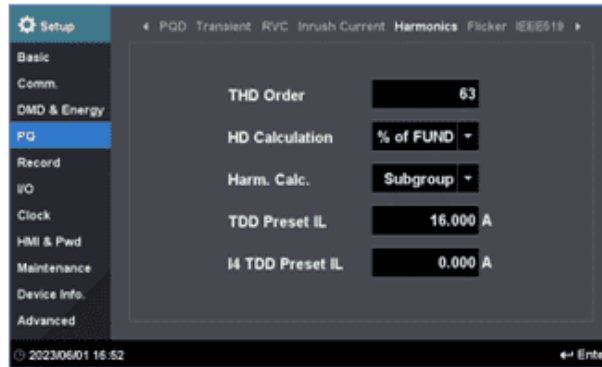 Setup
PQD Transient RVC Inrush Current Harmonics Flicker IEEE519
Basic
Comm.
DMD & Energy
PQ
Record
I/O
Clock
HMI & Pwd
Maintenance
Device Info.
Advanced
THD Order 63
HD Calculation % of FUND
Harm. Calc. Subgroup
TDD Preset IL 16.000 A
I4 TDD Preset IL 0.000 A
2023/06/01 16:52 Ente